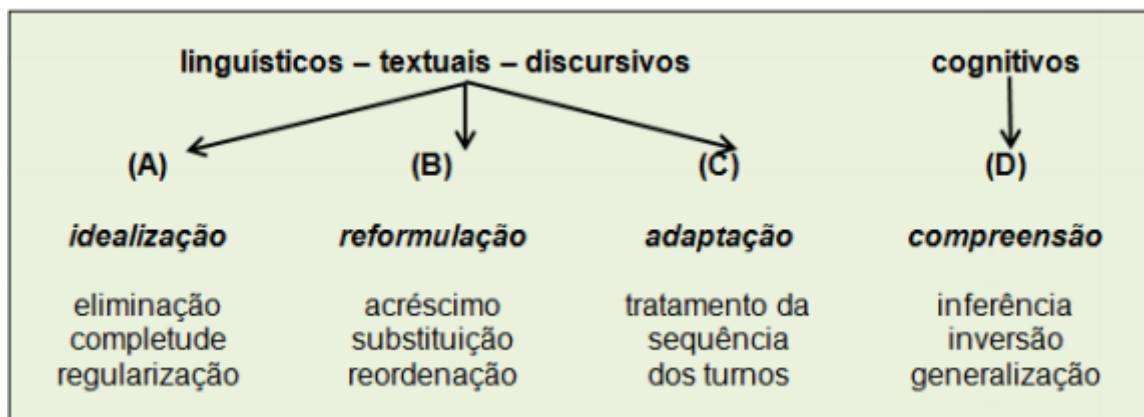 linguísticos – textuais – discursivos cognitivos
(A) (B) (C) (D)
idealização reformulação adaptação compreensão
eliminação acréscimo tratamento da inferência
completude substituição sequência inversão
regularização reordenação dos turnos generalização